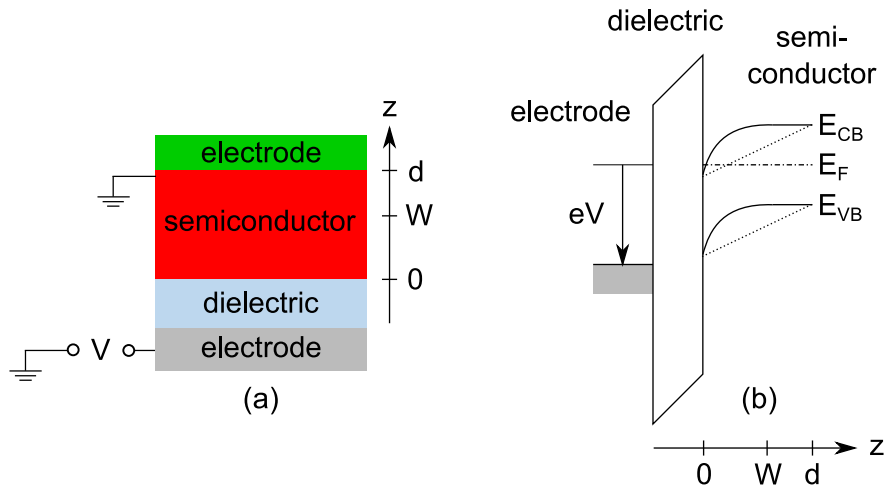 electrode
semiconductor
dielectric
electrode
V
z
d
W
0
(a)
dielectric
semi-
conductor
electrode
eV
E_CB
E_F
E_VB
(b)
z
0
W
d